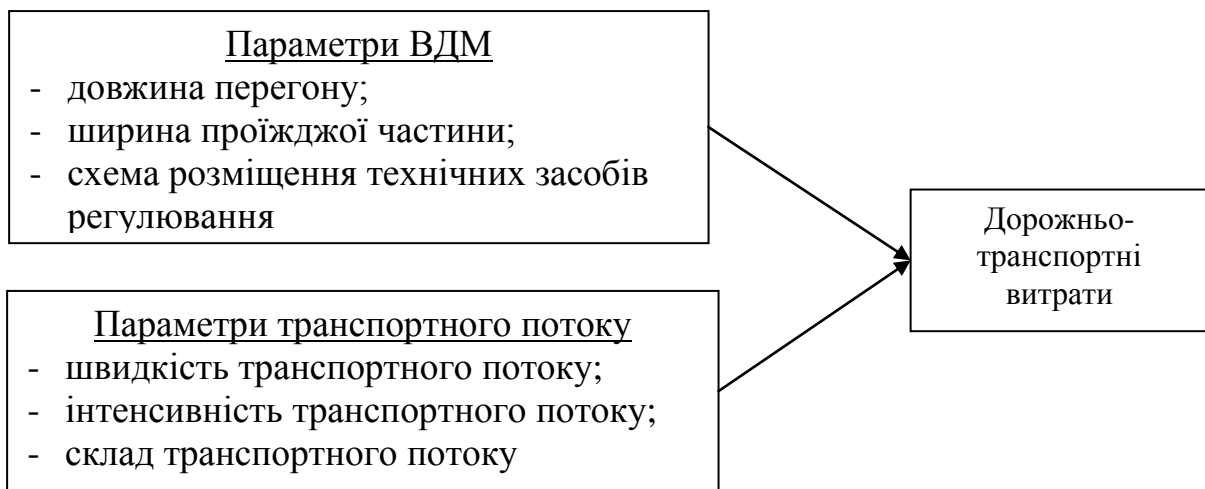 Параметри ВДМ
- довжина перегону;
- ширина проїжджої частини;
- схема розміщення технічних засобів
регулювання
Дорожньо-
транспортні
витрати
Параметри транспортного потоку
- швидкість транспортного потоку;
- інтенсивність транспортного потоку;
- склад транспортного потоку